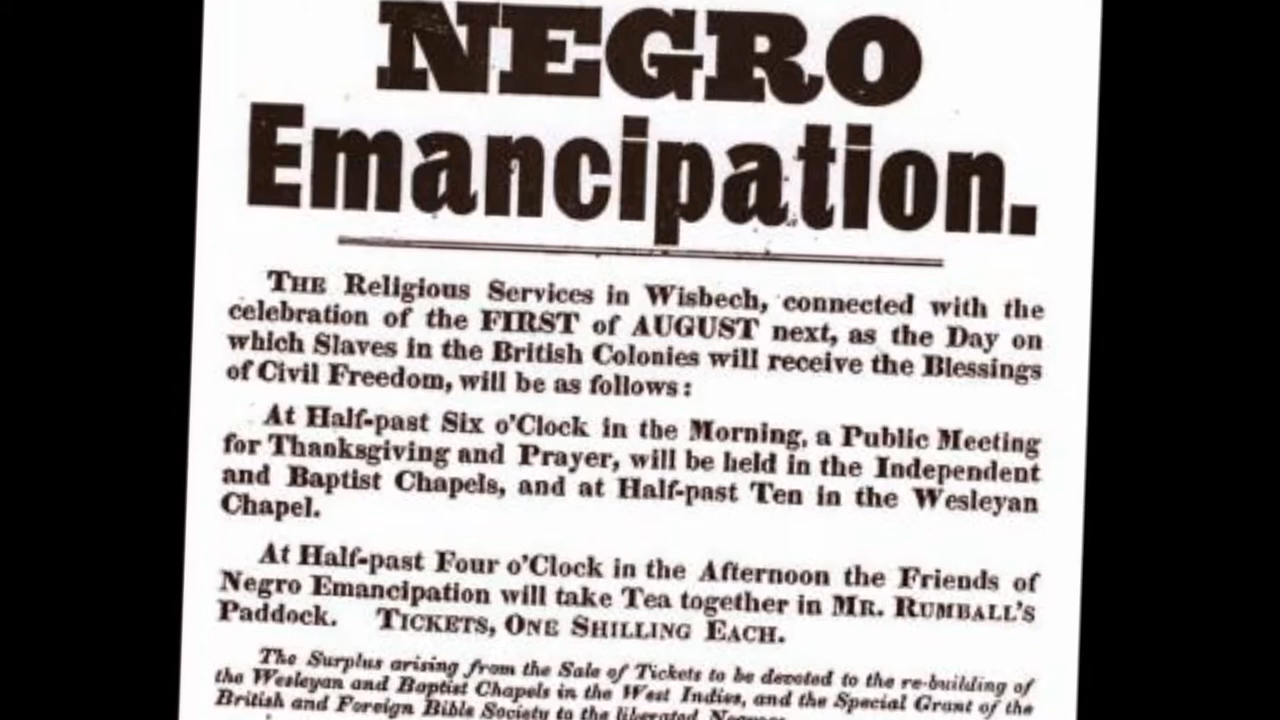 NEGRO
Emancipation.
THE Religious Services in Wisbech, connected with the
celebration of the FIRST of AUGUST next, as the Day on
which Slaves in the British Colonies will receive the Blessings
of Civil Freedom, will be as follows:
At Half-past Six o'Clock in the Morning, a Public Meeting
for Thanksgiving and Prayer, will be held in the Independent
and Baptist Chapels, and at Half-past Ten in the Wesleyan
Chapel.
At Half-past Four o'Clock in the Afternoon the Friends of
Negro Emancipation will take Tea together in MR. RUMBALL'S
Paddock. TICKETS, ONE SHILLING EACH.
The Surplus arising from the Sale of Tickets to be devoted to the re-building of
the Wesleyan and Baptist Chapels in the West Indies, and the Special Grant of the
British and Foreign Bible Society to the liberated Negroes